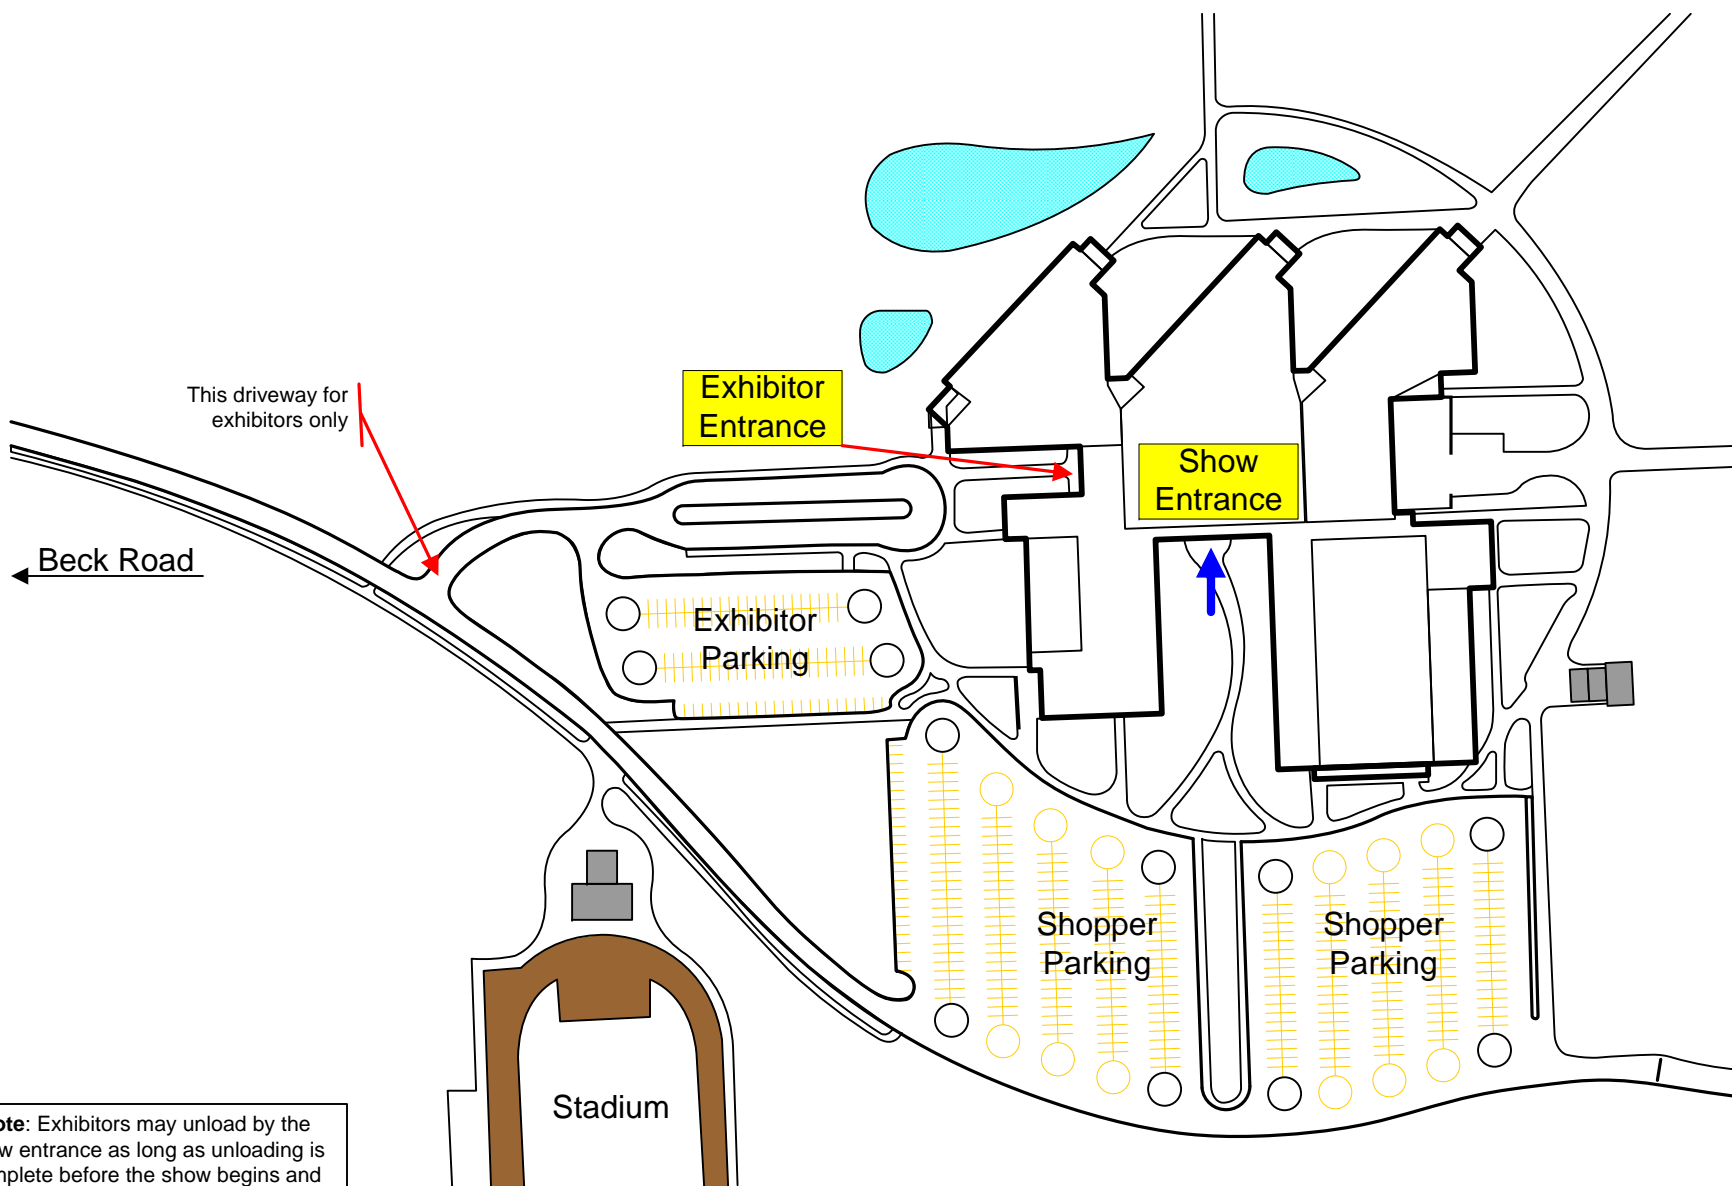 This driveway for
exhibitors only
Exhibitor
Entrance
Show
Entrance
Beck Road
Exhibitor
Parking
Shopper
Parking
Shopper
Parking
Stadium
: Exhibitors may unload by the
entrance as long as unloading is
before the show begins and